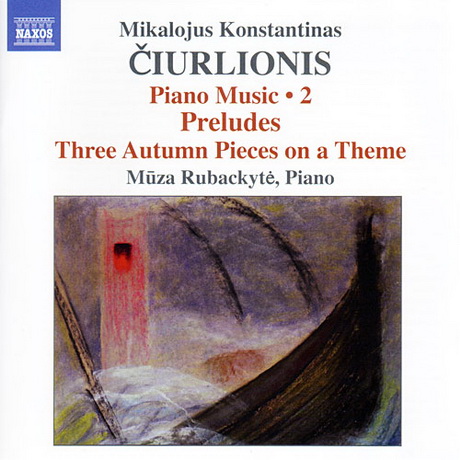 NAXOS
Mikalojus Konstantinas
ČIURLIONIS
Piano Music • 2
Preludes
Three Autumn Pieces on a Theme
Mūza Rubackytė, Piano